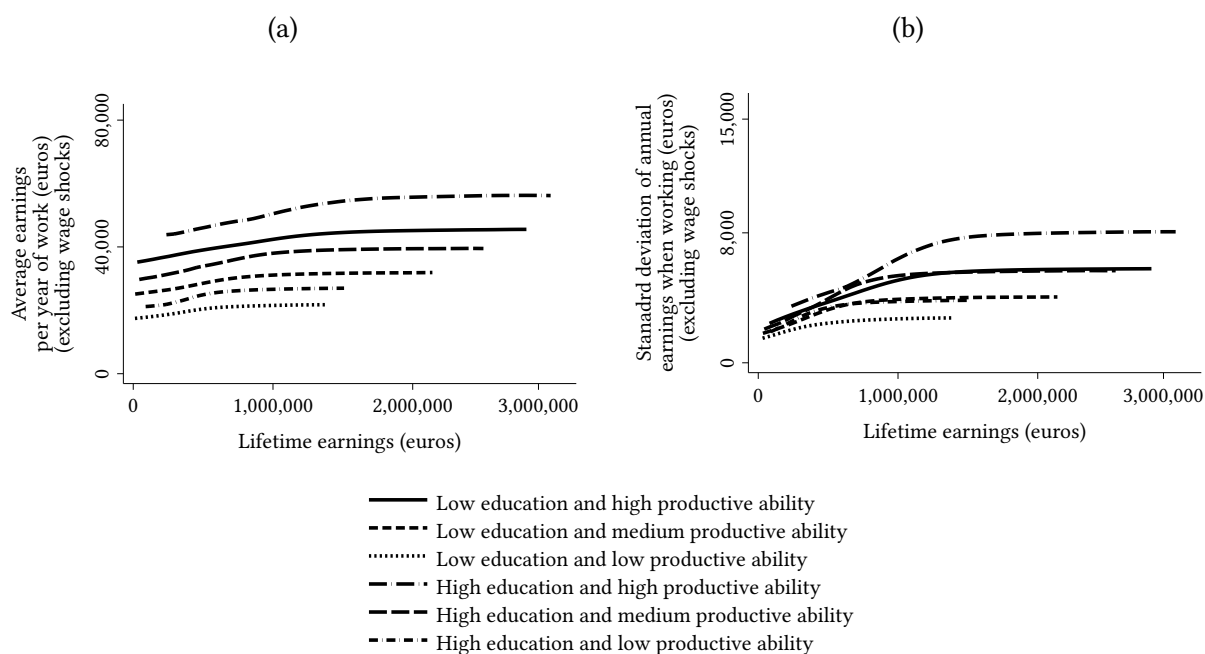 (a)
Average earnings
per year of work (euros)
(excluding wage shocks)
80,000
40,000
0
0 1,000,000 2,000,000 3,000,000
Lifetime earnings (euros)
(b)
Stanadrd deviation of annual
earnings when working (euros)
(excluding wage shocks)
15,000
8,000
0
0 1,000,000 2,000,000 3,000,000
Lifetime earnings (euros)
Low education and high productive ability
Low education and medium productive ability
Low education and low productive ability
High education and high productive ability
High education and medium productive ability
High education and low productive ability